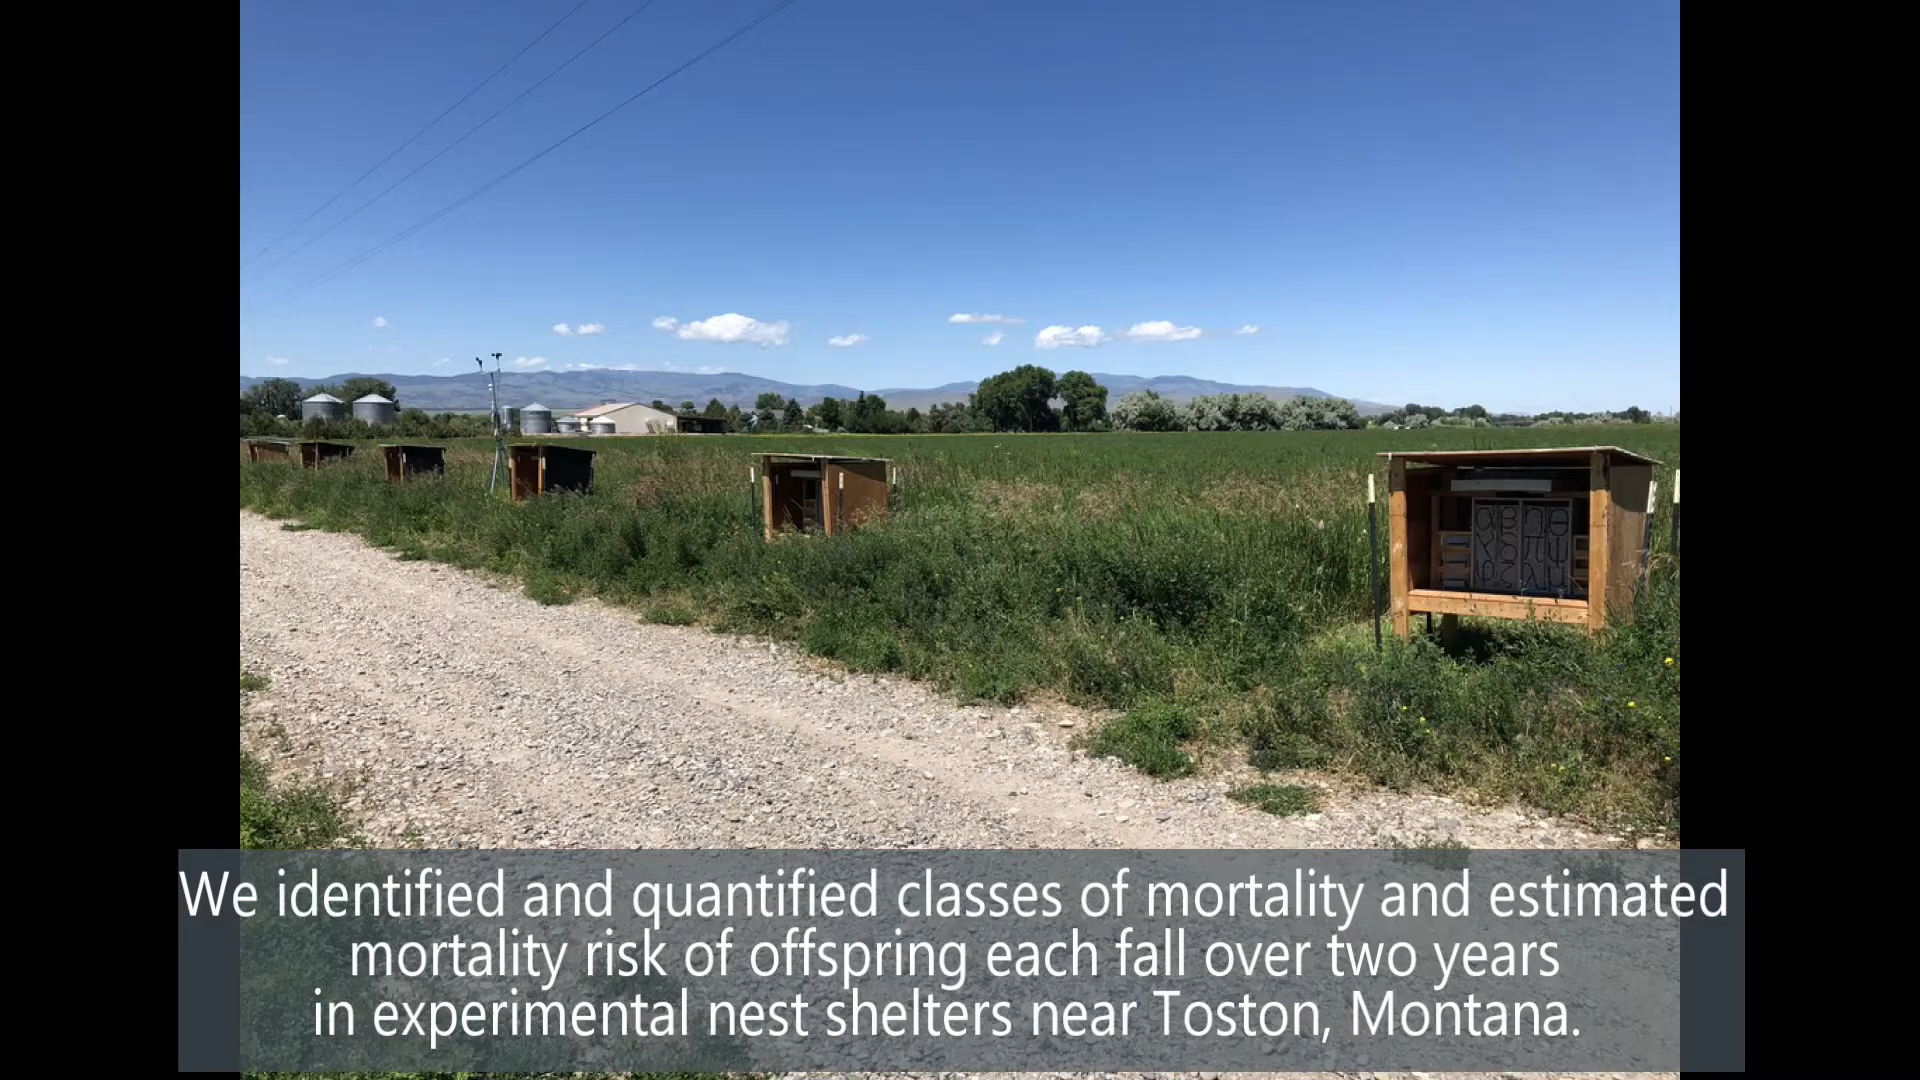 We identified and quantified classes of mortality and estimated
mortality risk of offspring each fall over two years
in experimental nest shelters near Toston, Montana.